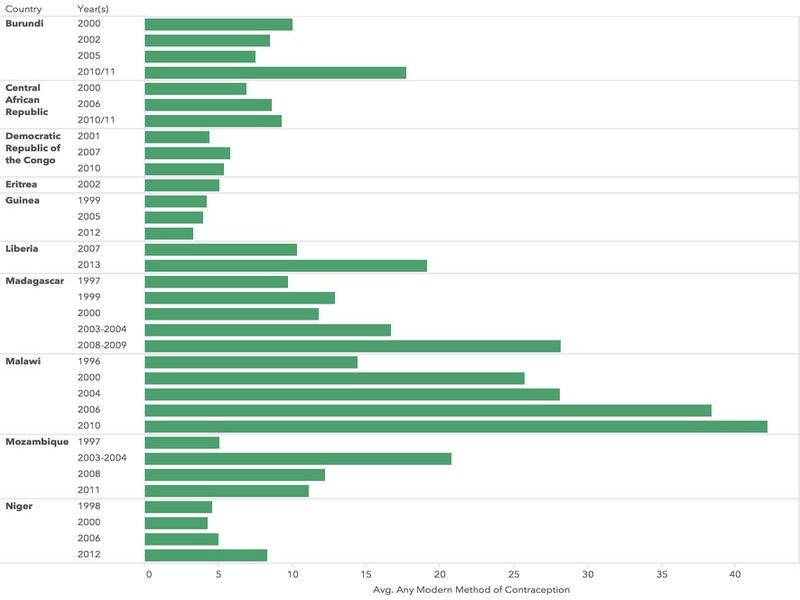 Country Year(s)
Burundi 2000
2002
2005
2010/11
Central African Republic 2000
2006
2010/11
Democratic Republic of the Congo 2001
2007
2010
Eritrea 2002
Guinea 1999
2005
2012
Liberia 2007
2013
Madagascar 1997
1999
2000
2003-2004
2008-2009
Malawi 1996
2000
2004
2006
2010
Mozambique 1997
2003-2004
2008
2011
Niger 1998
2000
2006
2012
0 5 10 15 20 25 30 35 40
Avg. Any Modern Method of Contraception